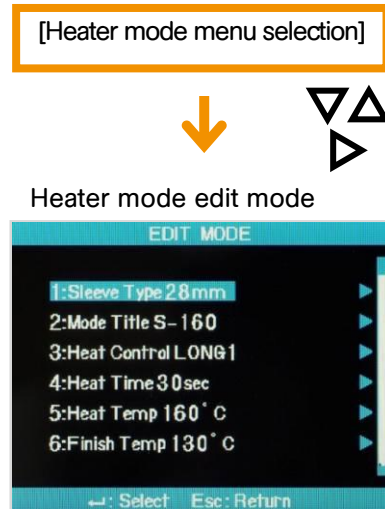 [Heater mode menu selection]
Heater mode edit mode
EDIT MODE
1:Sleeve Type 28mm
2:Mode Title S-160
3:Heat Control LONG1
4:Heat Time 30sec
5:Heat Temp 160°C
6:Finish Temp 130°C
↵: Select Esc: Return